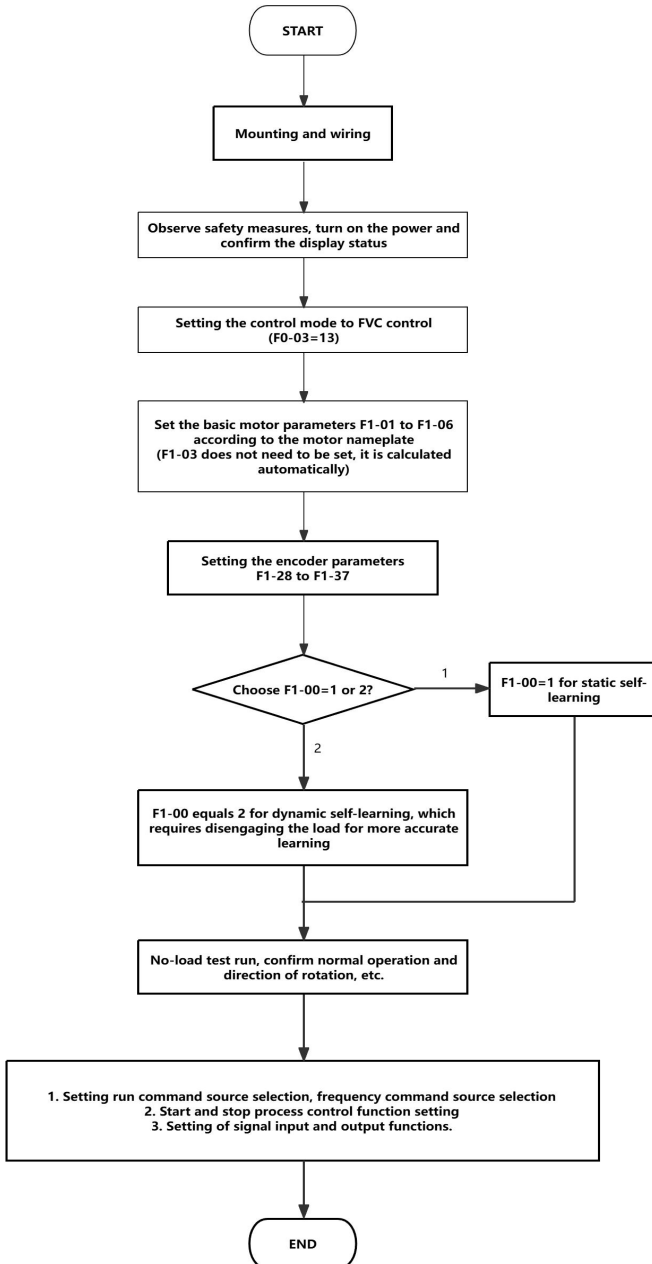 START
Mounting and wiring
Observe safety measures, turn on the power and
confirm the display status
Setting the control mode to FVC control
(F0-03=13)
Set the basic motor parameters F1-01 to F1-06
according to the motor nameplate
(F1-03 does not need to be set, it is calculated
automatically)
Setting the encoder parameters
F1-28 to F1-37
Choose F1-00=1 or 2?
1
F1-00=1 for static self-
learning
2
F1-00 equals 2 for dynamic self-learning, which
requires disengaging the load for more accurate
learning
No-load test run, confirm normal operation and
direction of rotation, etc.
1. Setting run command source selection, frequency command source selection
2. Start and stop process control function setting
3. Setting of signal input and output functions.
END